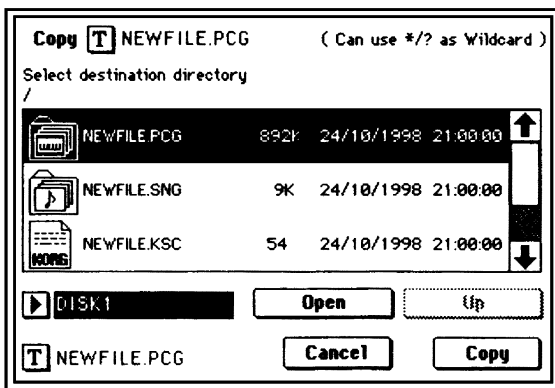 Copy T NEWFILE.PCG ( Can use */? as Wildcard )
Select destination directory
/
NEWFILE.PCG 892K 24/10/1998 21:00:00
NEWFILE.SNG 9K 24/10/1998 21:00:00
KORG NEWFILE.KSC 54 24/10/1998 21:00:00
DISK1 Open Up
T NEWFILE.PCG Cancel Copy